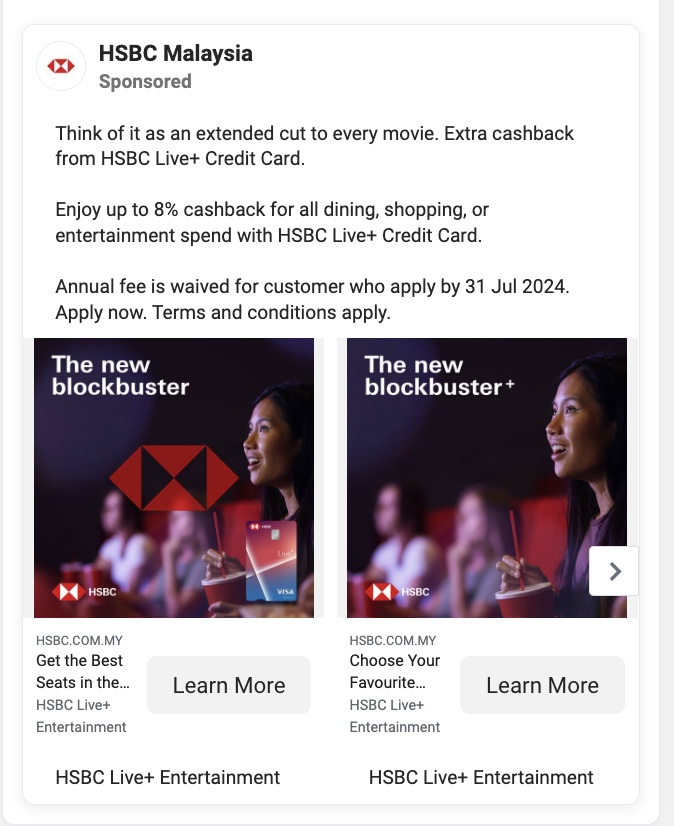 HSBC Malaysia
Sponsored
Think of it as an extended cut to every movie. Extra cashback
from HSBC Live+ Credit Card.
Enjoy up to 8% cashback for all dining, shopping, or
entertainment spend with HSBC Live+ Credit Card.
Annual fee is waived for customer who apply by 31 Jul 2024.
Apply now. Terms and conditions apply.
The new
blockbuster
HSBC
Live+
VISA
HSBC
The new
blockbuster+
HSBC
HSBC.COM.MY
Get the Best
Seats in the...
HSBC Live+
Entertainment
Learn More
HSBC.COM.MY
Choose Your
Favourite...
HSBC Live+
Entertainment
Learn More
HSBC Live+ Entertainment
HSBC Live+ Entertainment